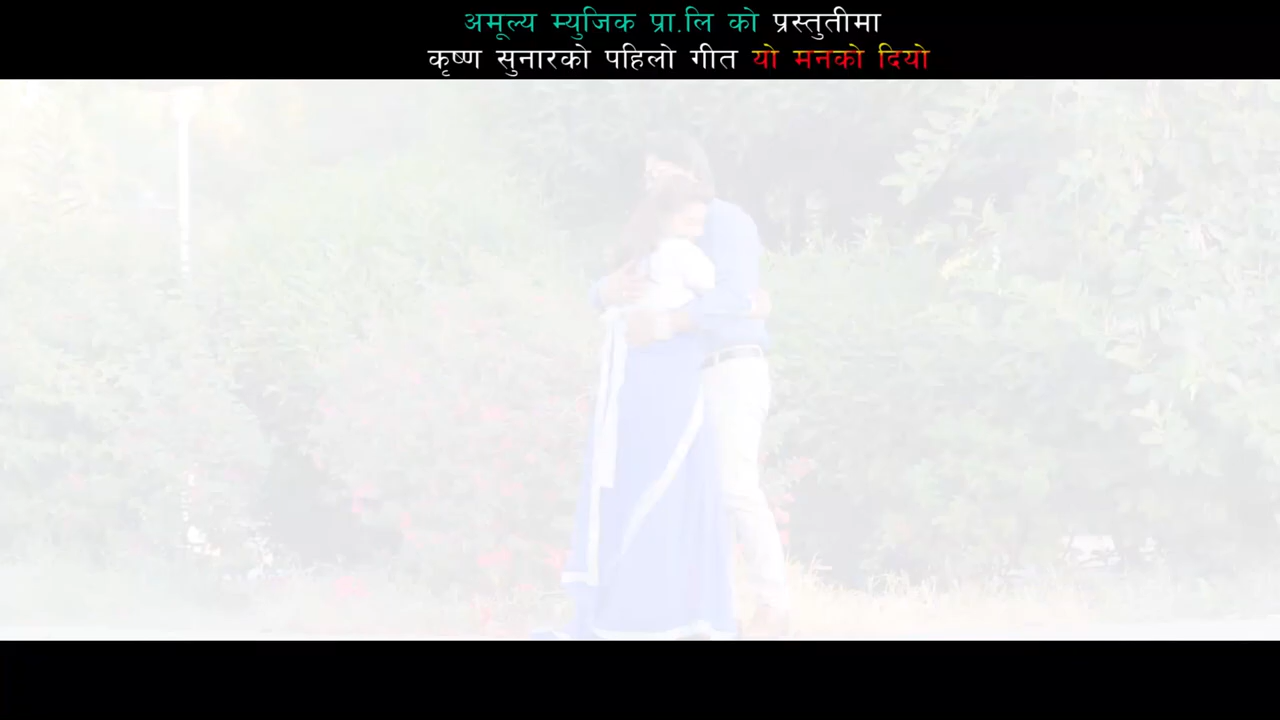 अमूल्य म्युजिक प्रा.लि को प्रस्तुतीमा
कृष्ण सुनारको पहिलो गीत यो मनको दियो